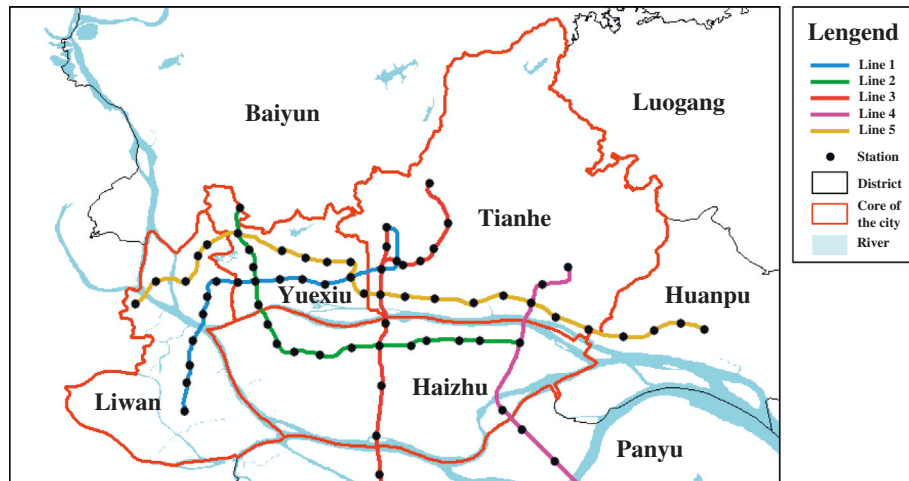 Lengend
Line 1
Line 2
Line 3
Line 4
Line 5
Station
District
Core of
the city
River
Baiyun
Luogang
Tianhe
Yuexiu
Huanpu
Liwan
Haizhu
Panyu